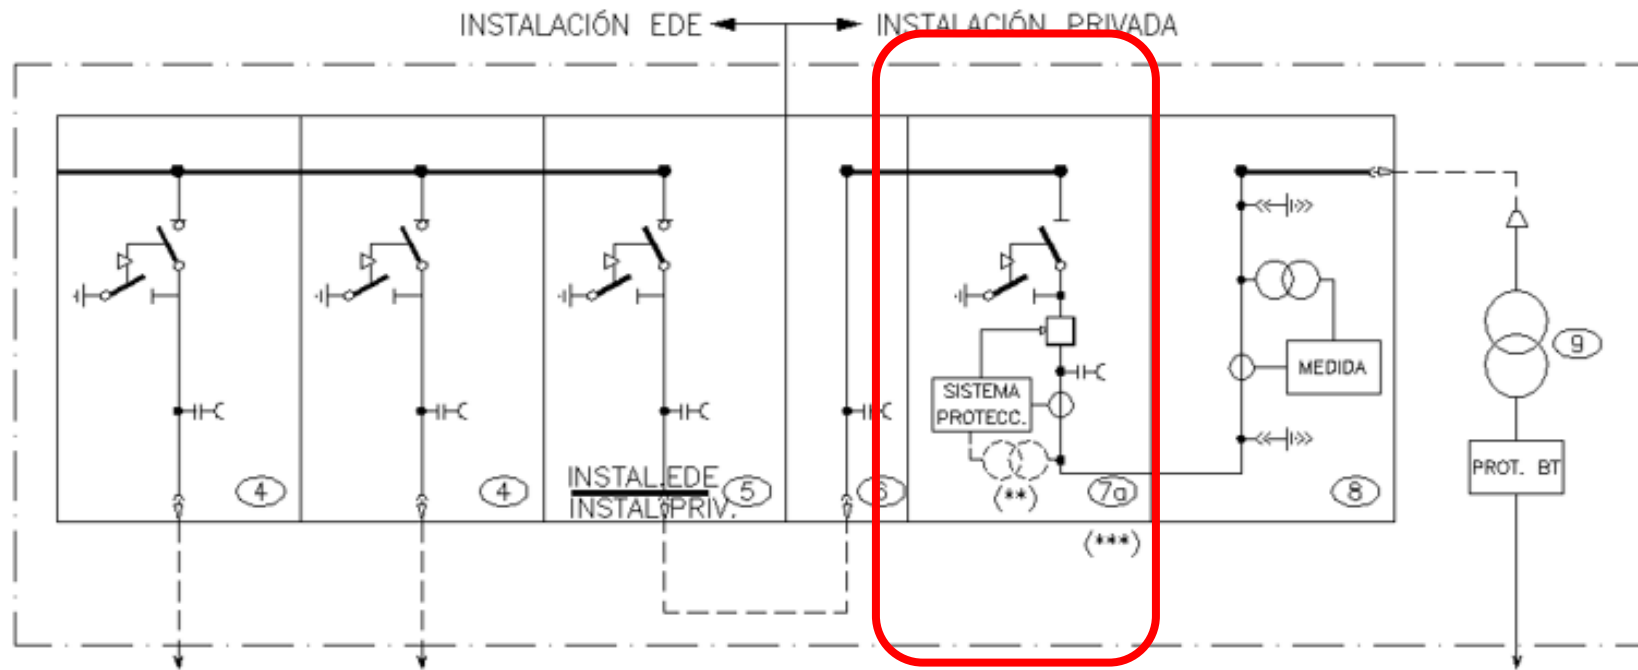 INSTALACIÓN EDE
INSTALACIÓN PRIVADA
SISTEMA
PROTECC.
MEDIDA
9
PROT. BT
INSTAL.EDE
INSTAL.PRIV.
4
4
5
6
(**)
7a
8
(***)